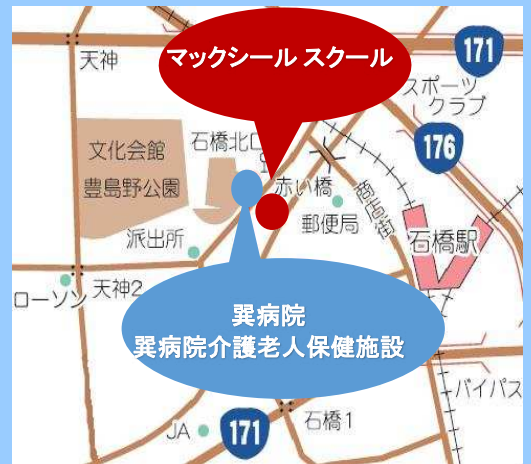 マックシール スクール
171
天神
スポーツ
クラブ
石橋北口
176
文化会館
豊島野公園
赤い橋
商店街
郵便局
石橋駅
派出所
ローソン
天神2
巽病院
巽病院介護老人保健施設
バイパス
石橋1
JA
171